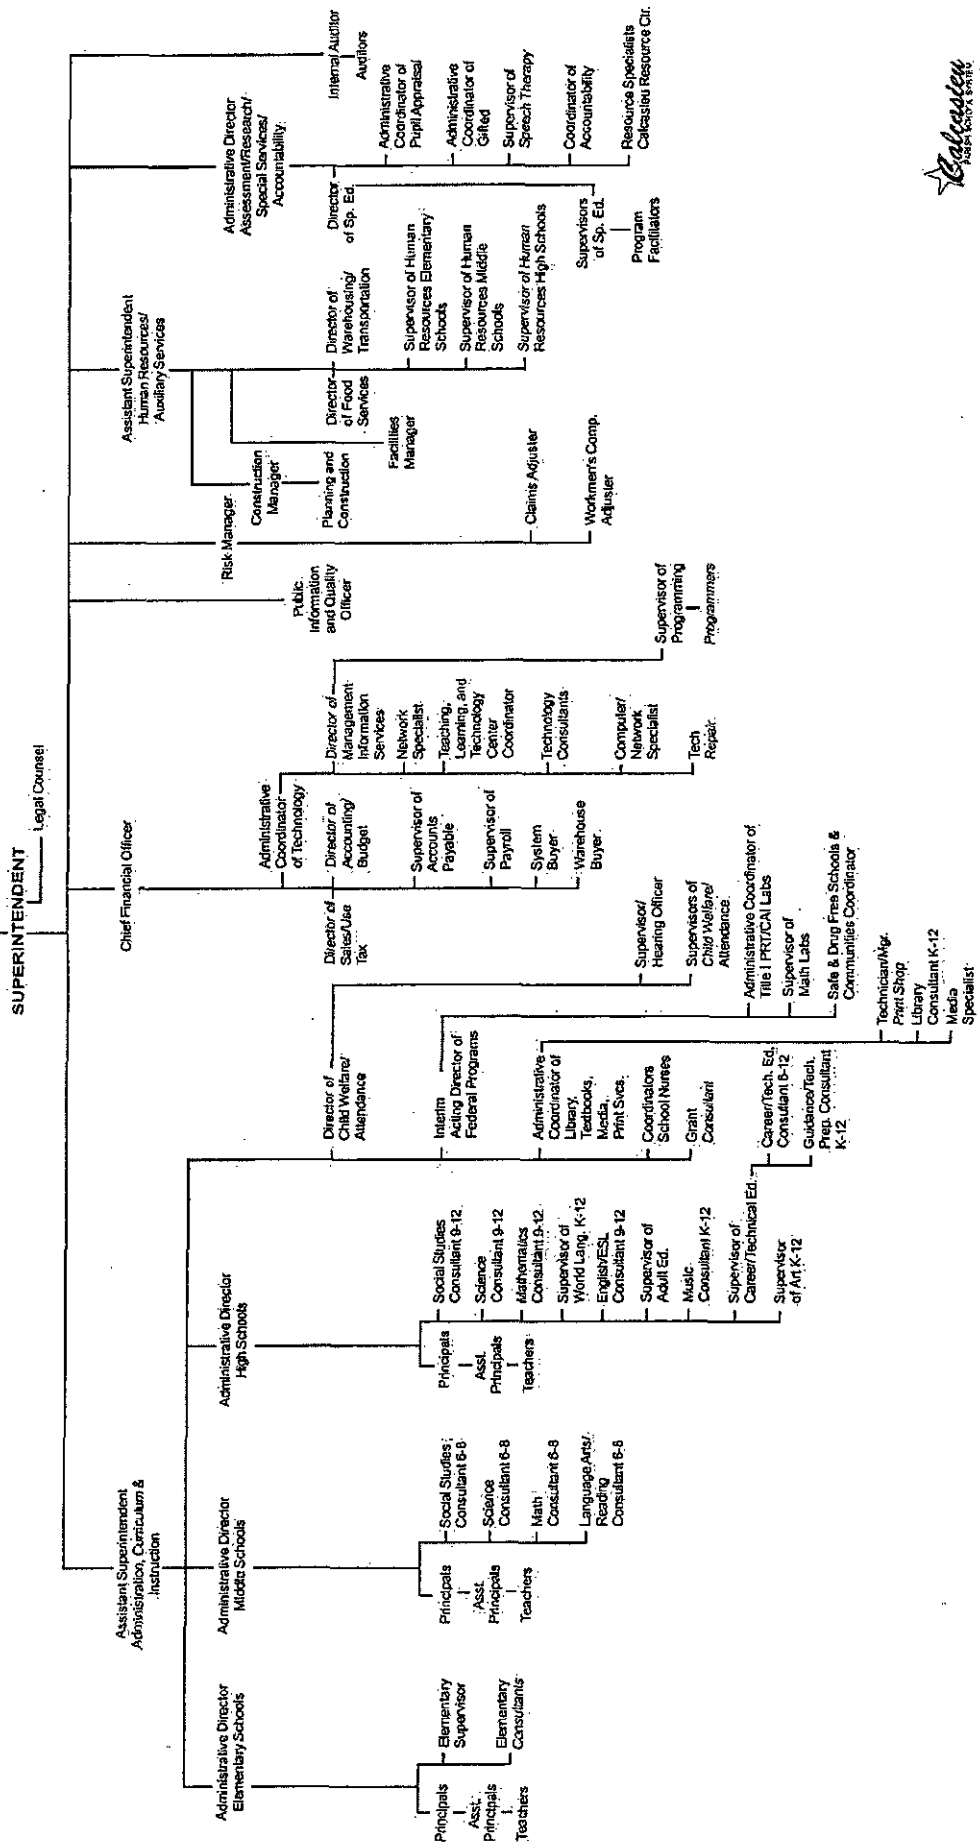 SUPERINTENDENT
Legal Counsel
Assistant Superintendent
Administration, Curriculum &
Instruction
Administrative Director
Elementary Schools
Principals
Asst.
Principals
Teachers
Elementary
Supervisor
Elementary
Consultants
Administrative Director
Middle Schools
Principals
Asst.
Principals
Teachers
Social Studies
Consultant 6-8
Science
Consultant 6-8
Math
Consultant 6-8
Language Arts/
Reading
Consultant 6-8
Administrative Director
High Schools
Principals
Asst.
Principals
Teachers
Social Studies
Consultant 9-12
Science
Consultant 9-12
Mathematics
Consultant 9-12
Supervisor of
World Lang. K-12
English/ESL
Consultant 9-12
Supervisor of
Adult Ed.
Music
Consultant K-12
Supervisor of
Career/Technical Ed.
Career/Tech. Ed.
Consultant 6-12
Guidance/Tech.
Prep. Consultant
K-12
Supervisor
of Art K-12
Director of
Child Welfare/
Attendance
Supervisor/
Hearing Officer
Supervisors of
Child Welfare/
Attendance
Interim
Acting Director of
Federal Programs
Administrative Coordinator of
Title I PRT/CAI Labs
Supervisor of
Math Labs
Safe & Drug Free Schools &
Communities Coordinator
Administrative
Coordinator of
Library,
Textbooks,
Media,
Print Svcs.
Technician/Mgr.
Print Shop
Library
Consultant K-12
Media
Specialist
Coordinators
School Nurses
Grant
Consultant
Chief Financial Officer
Director of
Sales/Use
Tax
Director of
Accounting/
Budget
Supervisor of
Accounts
Payable
Supervisor of
Payroll
System
Buyer
Warehouse
Buyer
Administrative
Coordinator
of Technology
Director of
Management
Information
Services
Network
Specialist
Teaching,
Learning, and
Technology
Center
Coordinator
Technology
Consultants
Computer/
Network
Specialist
Tech
Repair
Supervisor of
Programming
Programmers
Public
Information
and Quality
Officer
Risk Manager
Claims Adjuster
Workmen's Comp.
Adjuster
Assistant Superintendent
Human Resources/
Auxiliary Services
Construction
Manager
Planning and
Construction
Facilities
Manager
Director
of Food
Services
Director of
Warehousing/
Transportation
Supervisor of Human
Resources Elementary
Schools
Supervisor of Human
Resources Middle
Schools
Supervisor of Human
Resources High Schools
Administrative Director
Assessment/Research/
Special Services/
Accountability
Director
of Sp. Ed.
Supervisors
of Sp. Ed.
Program
Facilitators
Administrative
Coordinator of
Pupil Appraisal
Administrative
Coordinator of
Gifted
Supervisor of
Speech Therapy
Coordinator of
Accountability
Resource Specialists
Calcasieu Resource Ctr.
Internal Auditor
Auditors
Calcasieu
PARISH SCHOOL SYSTEM